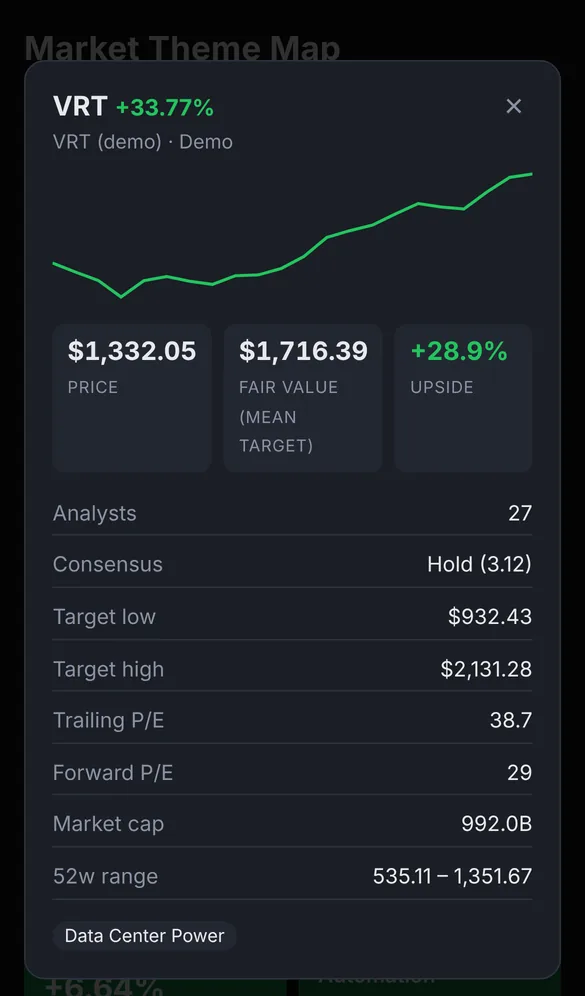 Market Theme Map
VRT +33.77%
×
VRT (demo) · Demo
$1,332.05
PRICE
$1,716.39
FAIR VALUE
(MEAN
TARGET)
+28.9%
UPSIDE
Analysts 27
Consensus Hold (3.12)
Target low $932.43
Target high $2,131.28
Trailing P/E 38.7
Forward P/E 29
Market cap 992.0B
52w range 535.11 – 1,351.67
Data Center Power
+6.64%
Automation